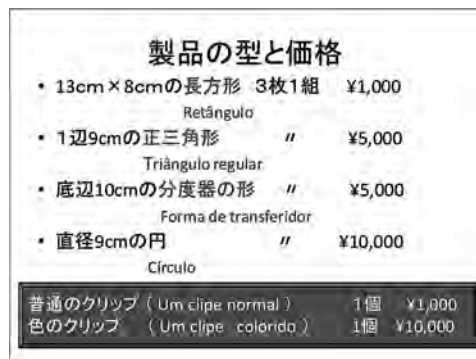 製品の型と価格
• 13cm×8cmの長方形 3枚1組 ¥1,000
Retângulo
• 1辺9cmの正三角形 〃 ¥5,000
Triângulo regular
• 底辺10cmの分度器の形 〃 ¥5,000
Forma de transferidor
• 直径9cmの円 〃 ¥10,000
Círculo
普通のクリップ ( Um clipe normal ) 1個 ¥1,000
色のクリップ ( Um clipe colorido ) 1個 ¥10,000